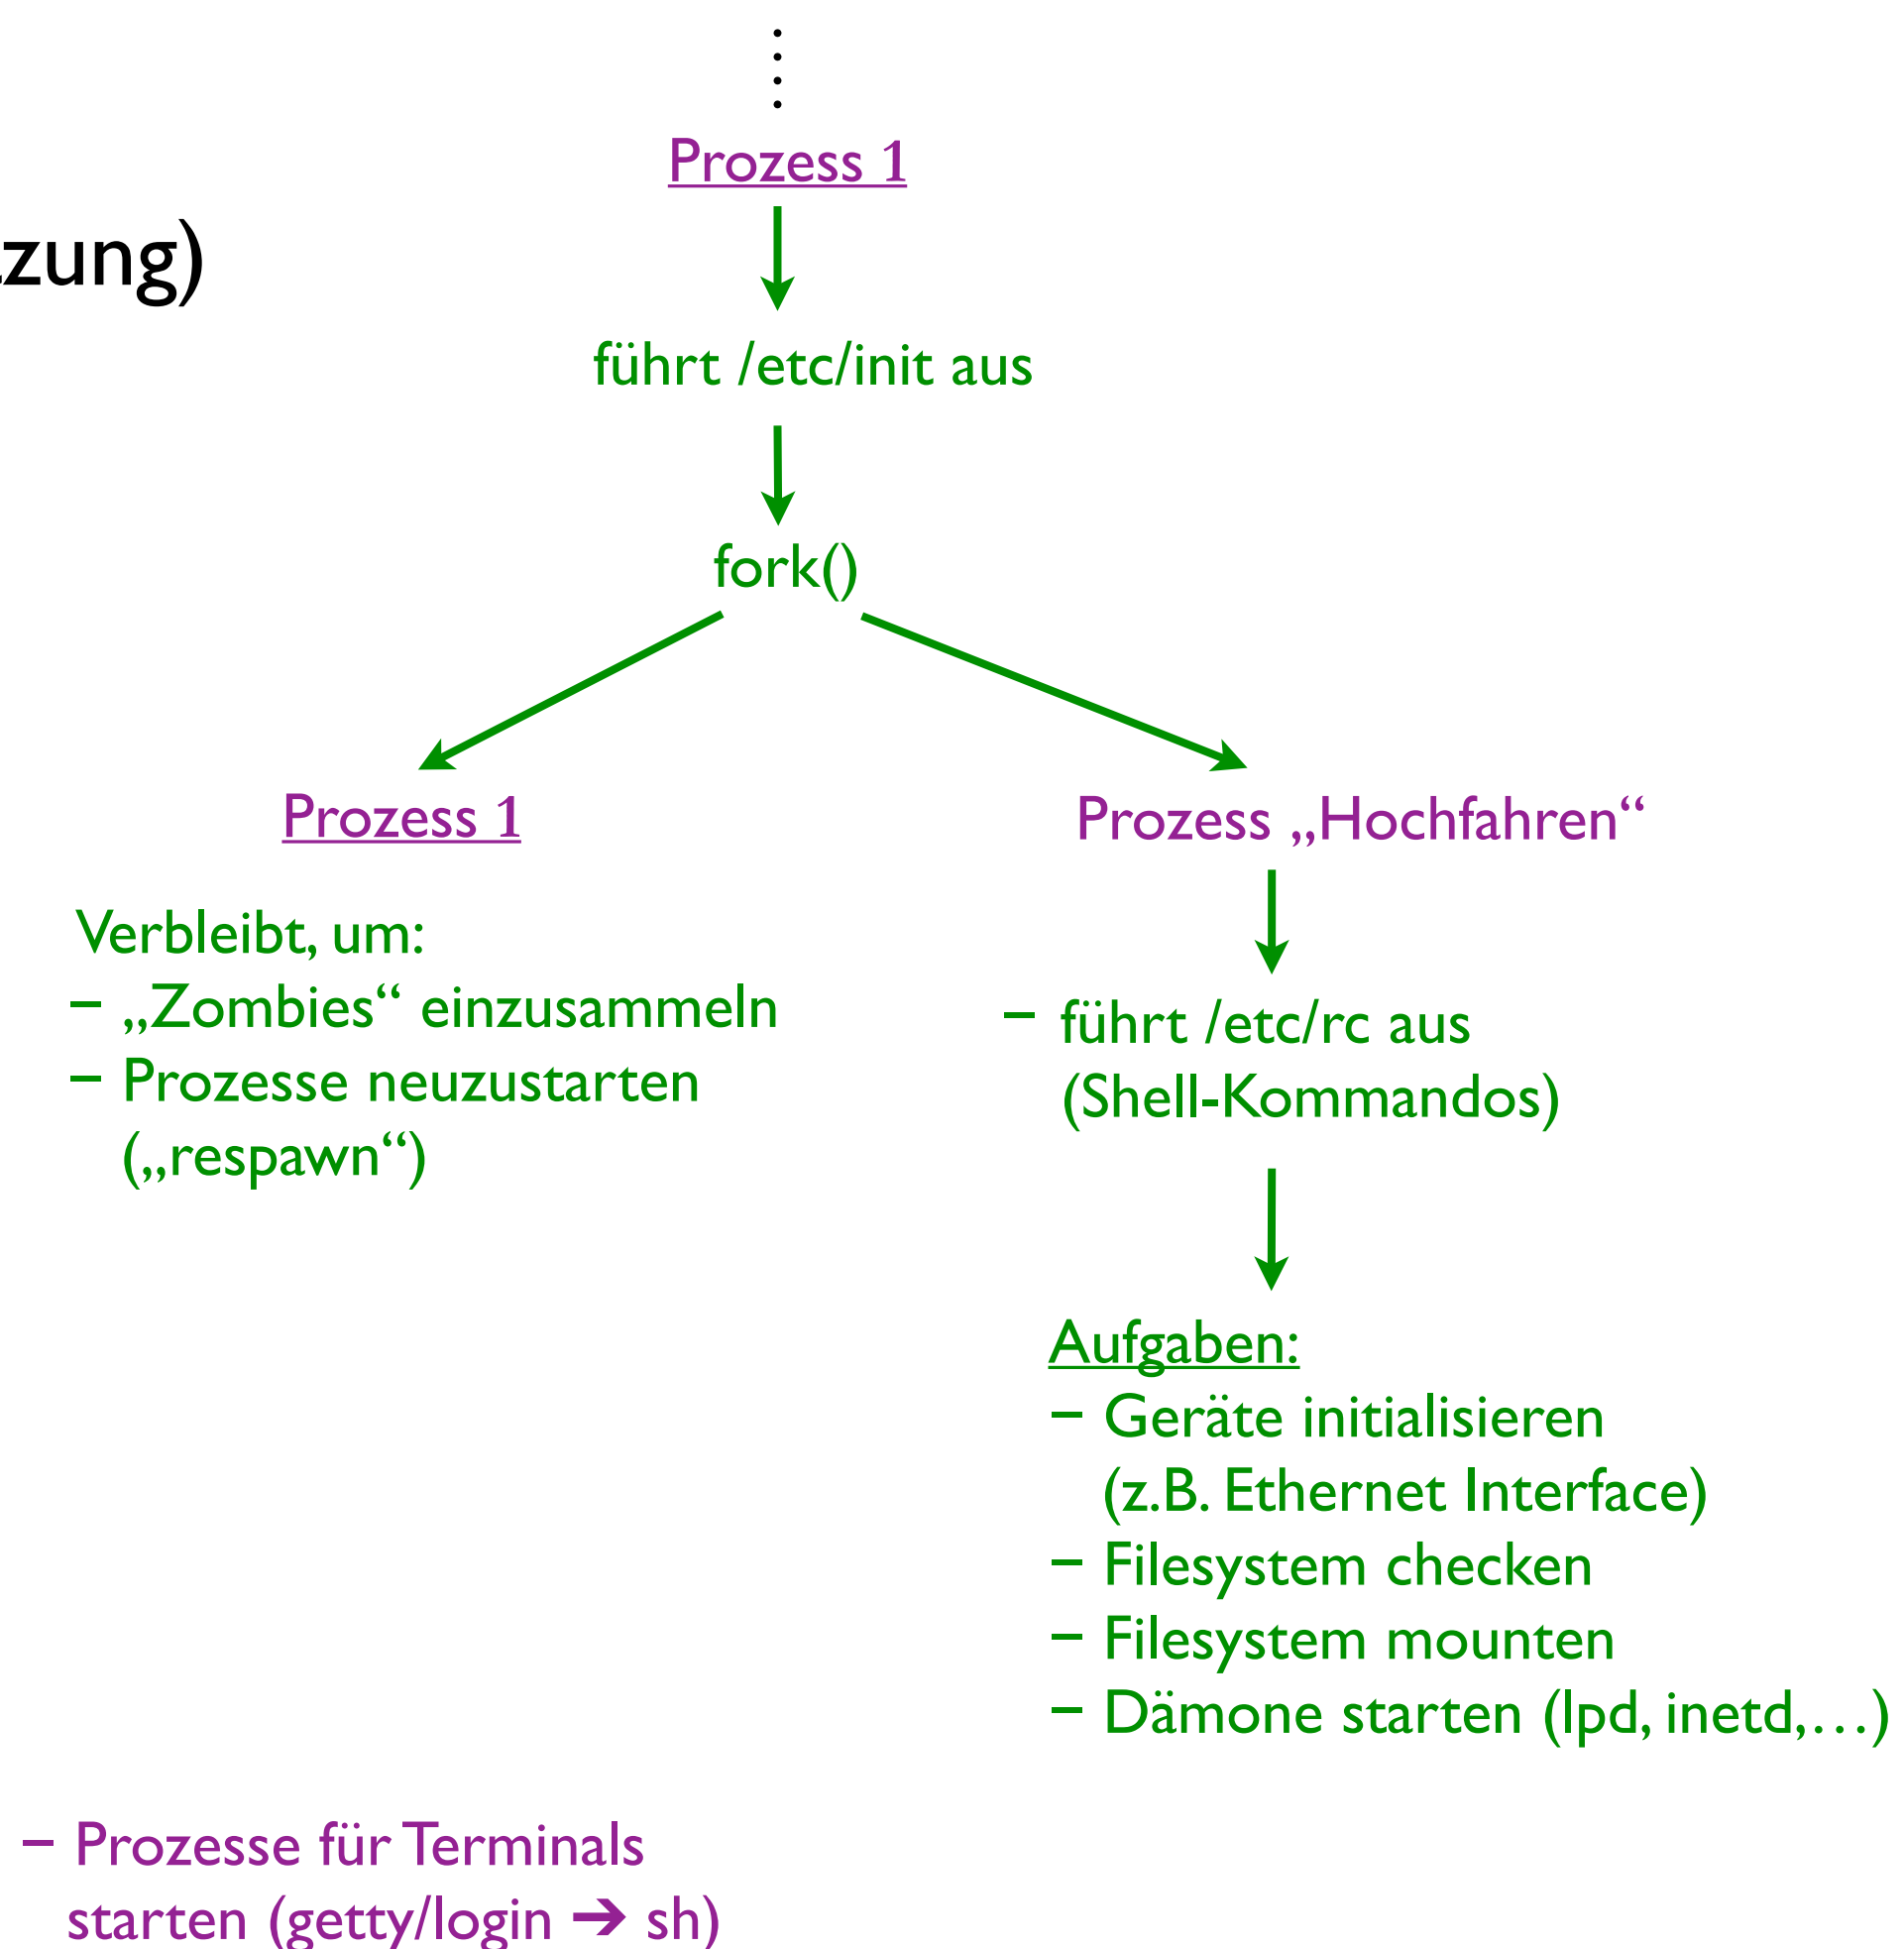 Prozess 1
zung)
führt /etc/init aus
fork()
Prozess 1
Prozess „Hochfahren“
Verbleibt, um:
– „Zombies“ einzusammeln
– Prozesse neuzustarten
(„respawn“)
– führt /etc/rc aus
(Shell-Kommandos)
Aufgaben:
– Geräte initialisieren
(z.B. Ethernet Interface)
– Filesystem checken
– Filesystem mounten
– Dämone starten (lpd, inetd,…)
– Prozesse für Terminals
starten (getty/login ➔ sh)